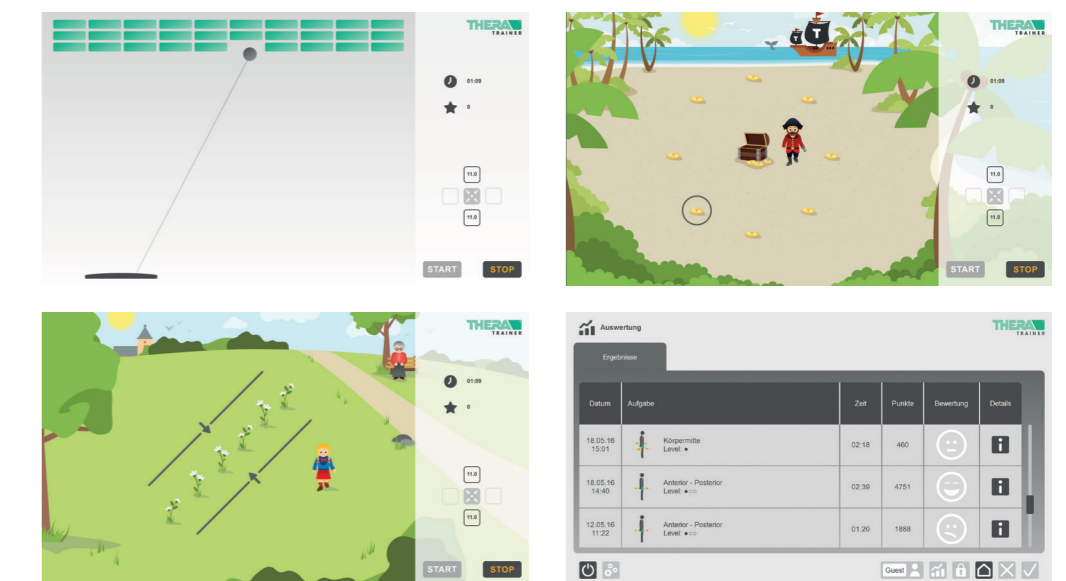 THERA
TRAINER
01:09
0
11.0
11.0
START STOP
THERA
TRAINER
T
T
01:09
0
11.0
11.0
START STOP
THERA
TRAINER
01:09
0
11.0
11.0
START STOP
Auswertung
THERA
TRAINER
Ergebnisse
Datum Aufgabe Zeit Punkte Bewertung Details
18.05.16
15:01
Körpermitte
Level:
02:18 460 i
18.05.16
14:40
Anterior - Posterior
Level:
02:39 4751 i
12.05.16
11:22
Anterior - Posterior
Level:
01:20 1888 i
Guest